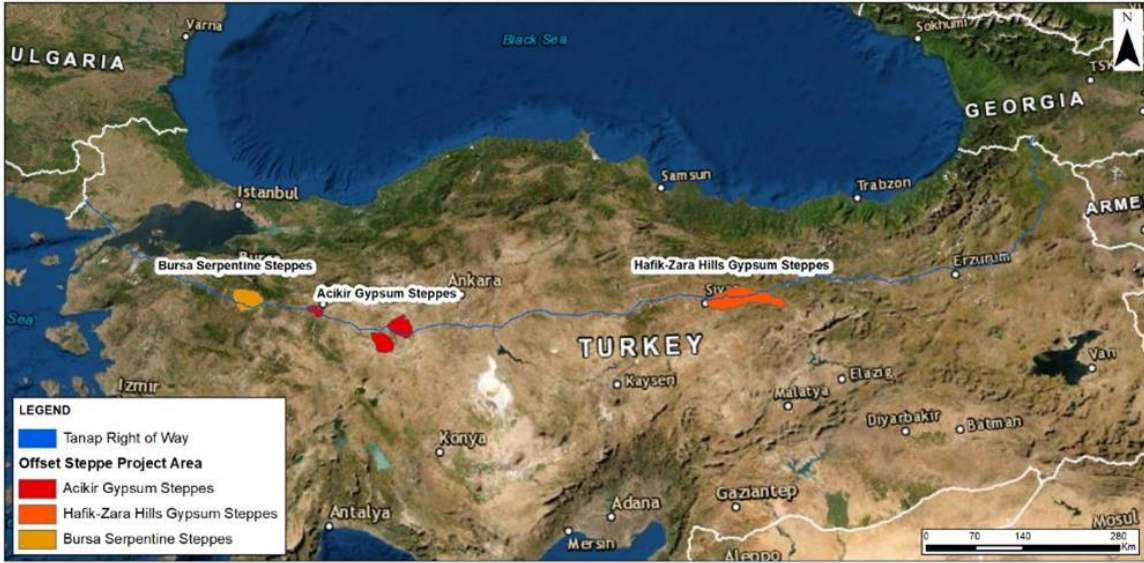 Varna
Sokhumi
N
ULGARIA
Black Sea
TSK
GEORGIA
Istanbul
Samsun
Trabzon
ARME
Bursa Serpentine Steppes
Ankara
Hafik-Zara Hills Gypsum Steppes
Erzurum
Acikir Gypsum Steppes
Sea
TURKEY
Van
Izmir
Kayseri
Elazig
Malatya
LEGEND
Tanap Right of Way
Offset Steppe Project Area
Acikir Gypsum Steppes
Hafik-Zara Hills Gypsum Steppes
Bursa Serpentine Steppes
Konya
Diyarbakir
Batman
Antalya
Adana
Gaziantep
Mersin
Aleppo
Mosul
0 70 140 280
Km